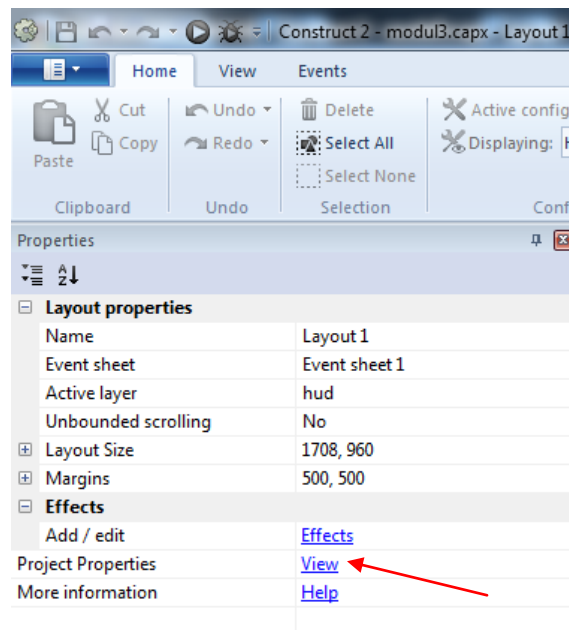 Construct 2 - modul3.capx - Layout 1
Home View Events
Paste
Cut
Copy
Clipboard
Undo
Redo
Undo
Delete
Select All
Select None
Selection
Active config
Displaying: H
Conf
Properties
Layout properties
Name Layout 1
Event sheet Event sheet 1
Active layer hud
Unbounded scrolling No
Layout Size 1708, 960
Margins 500, 500
Effects
Add / edit Effects
Project Properties View
More information Help